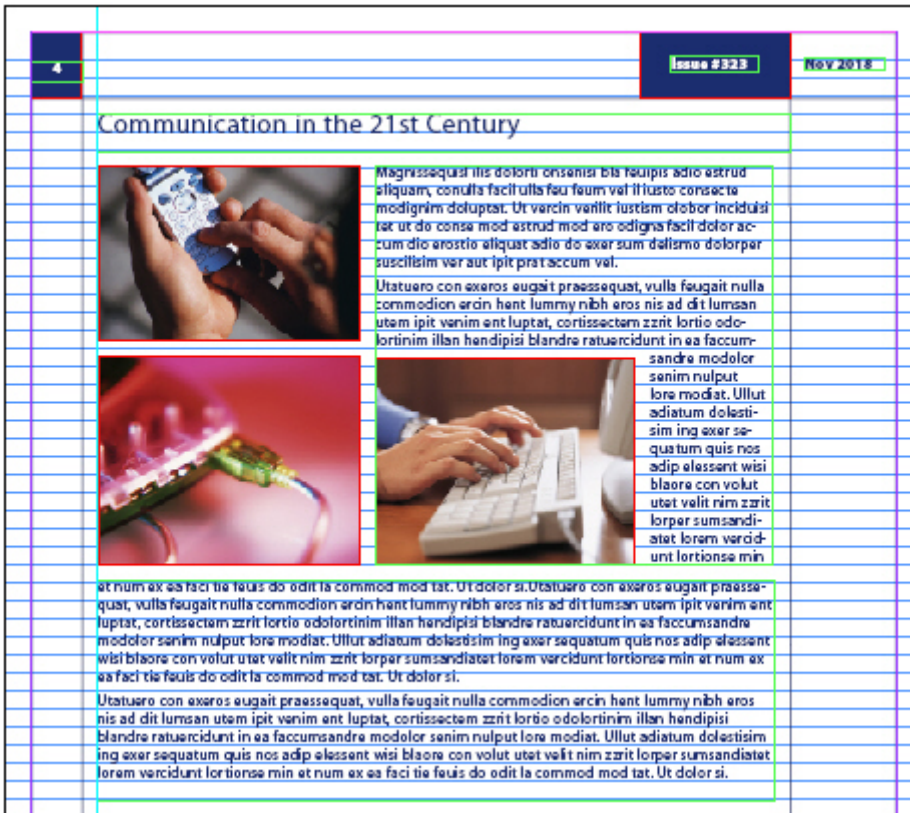 4
Issue #323
Nov 2018
Communication in the 21st Century
Magnissequisi ilis dolorti onsenisi bla feuipis adio estrud
eliquam, conulla facil ulla feu feum vel il iusto consecte
modignim doluptat. Ut vercin venilit iustism olobor inciduisi
tet ut do conse mod estrud mod ero odigna facil dolor ac-
cum dio erostio eliquat adio do exer sum delismo dolorper
suscilisim ver aut ipit prat accum vel.
Utatuero con exeros eugait praessequat, vulla feugait nulla
commodion ercin hent lummy nibh eros nis ad dit lumsan
utem ipit venim ent luptat, cortissectem zzrit lortio odo-
lortinim illan hendipisi blandre ratuercidunt in ea faccum-
sandre modolor
senim nulput
lore modiat. Ullut
adiatum dolesti-
sim ing exer se-
quatum quis nos
adip elessent wisi
blaore con volut
utet velit nim zzrit
lorper sumsandi-
atet lorem vercid-
unt lortionse min
et num ex ea faci tie feuis do odit la commod mod tat. Ut dolor si.Utatuero con exeros eugait praesse-
quat, vulla feugait nulla commodion ercin hent lummy nibh eros nis ad dit lumsan utem ipit venim ent
luptat, cortissectem zzrit lortio odolortinim illan hendipisi blandre ratuercidunt in ea faccumsandre
modolor senim nulput lore modiat. Ullut adiatum dolestisim ing exer sequatum quis nos adip elessent
wisi blaore con volut utet velit nim zzrit lorper sumsandiatet lorem vercidunt lortionse min et num ex
ea faci tie feuis do odit la commod mod tat. Ut dolor si.
Utatuero con exeros eugait praessequat, vulla feugait nulla commodion ercin hent lummy nibh eros
nis ad dit lumsan utem ipit venim ent luptat, cortissectem zzrit lortio odolortinim illan hendipisi
blandre ratuercidunt in ea faccumsandre modolor senim nulput lore modiat. Ullut adiatum dolestisim
ing exer sequatum quis nos adip elessent wisi blaore con volut utet velit nim zzrit lorper sumsandiatet
lorem vercidunt lortionse min et num ex ea faci tie feuis do odit la commod mod tat. Ut dolor si.